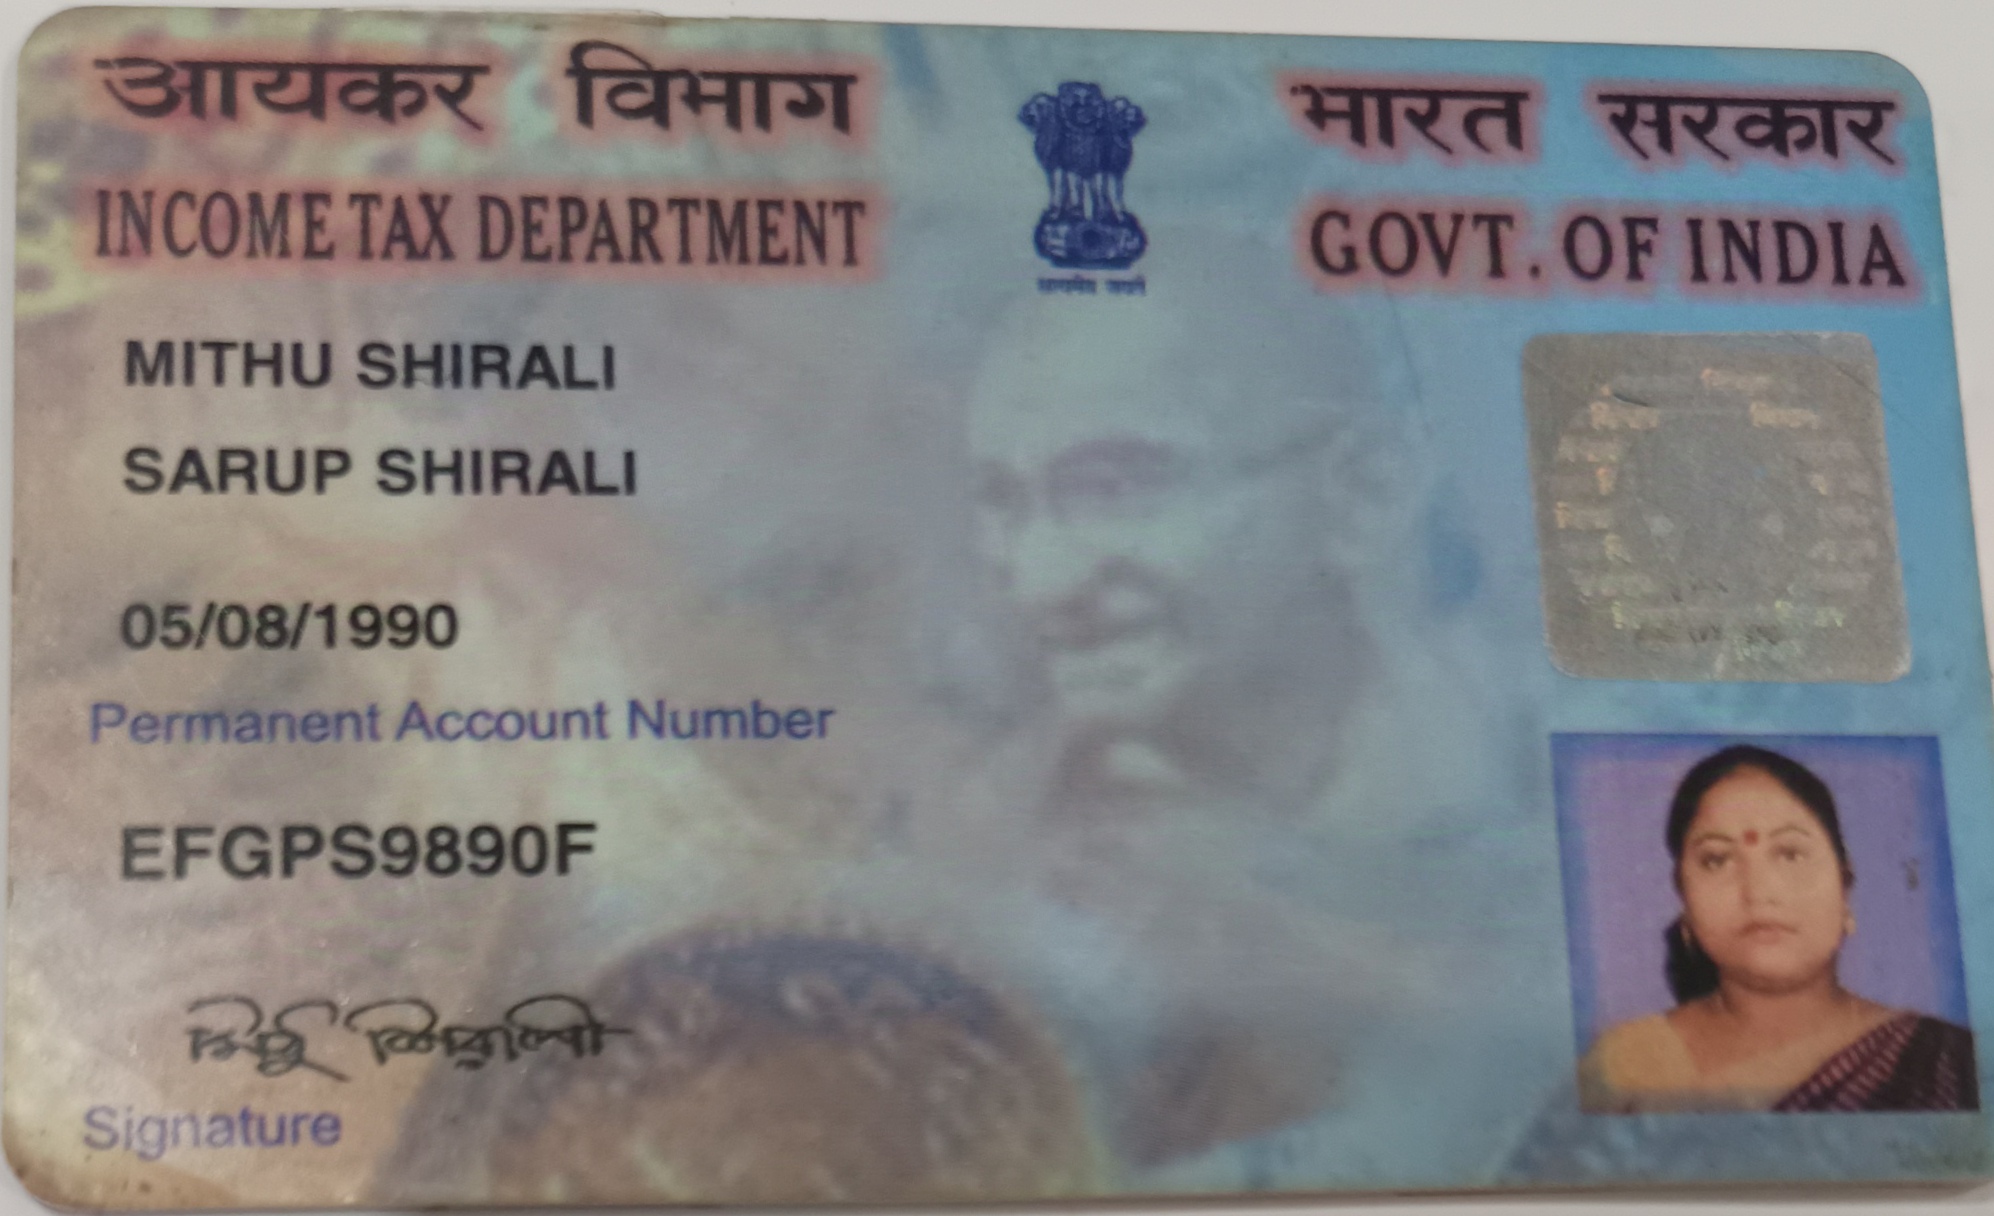 आयकर विभाग
INCOME TAX DEPARTMENT
भारत सरकार
GOVT. OF INDIA
सत्यमेव जयते
MITHU SHIRALI
SARUP SHIRALI
05/08/1990
Permanent Account Number
EFGPS9890F
মিঠু শিরালী
Signature